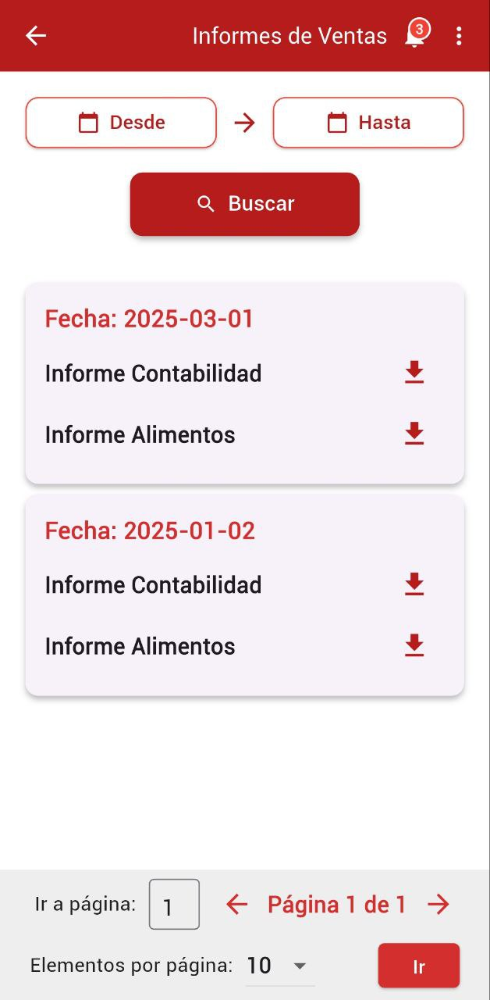 Informes de Ventas 3
Desde Hasta
Buscar
Fecha: 2025-03-01
Informe Contabilidad
Informe Alimentos
Fecha: 2025-01-02
Informe Contabilidad
Informe Alimentos
Ir a página: 1 Página 1 de 1
Elementos por página: 10 Ir